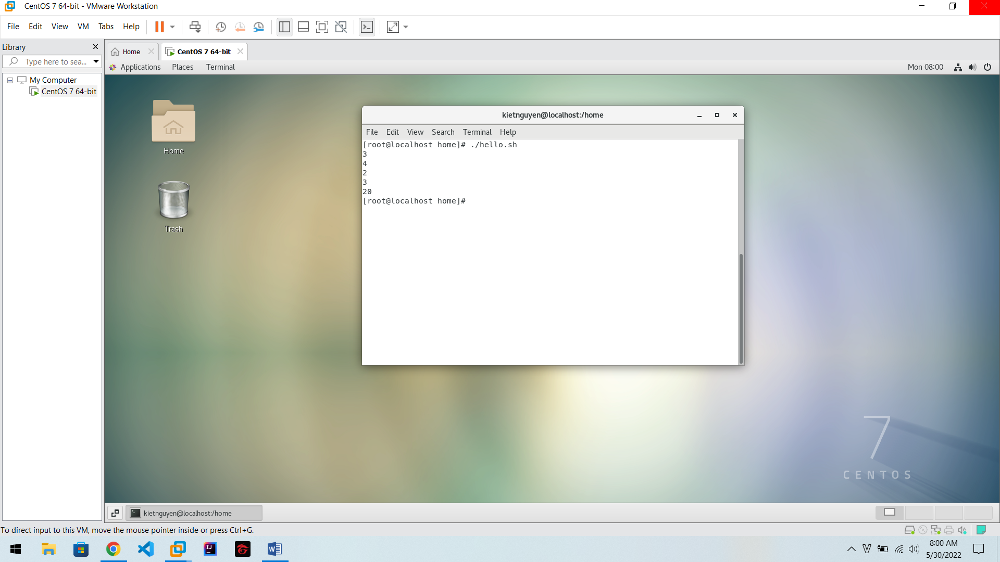 CentOS 7 64-bit - VMware Workstation
File Edit View VM Tabs Help
Library
Type here to sea...
My Computer
CentOS 7 64-bit
Home
CentOS 7 64-bit
Applications Places Terminal
Mon 08:00
Home
Trash
kietnguyen@localhost:/home
File Edit View Search Terminal Help
[root@localhost home]# ./hello.sh
3
4
2
3
20
[root@localhost home]#
7
CENTOS
kietnguyen@localhost:/home
To direct input to this VM, move the mouse pointer inside or press Ctrl+G.
8:00 AM
5/30/2022